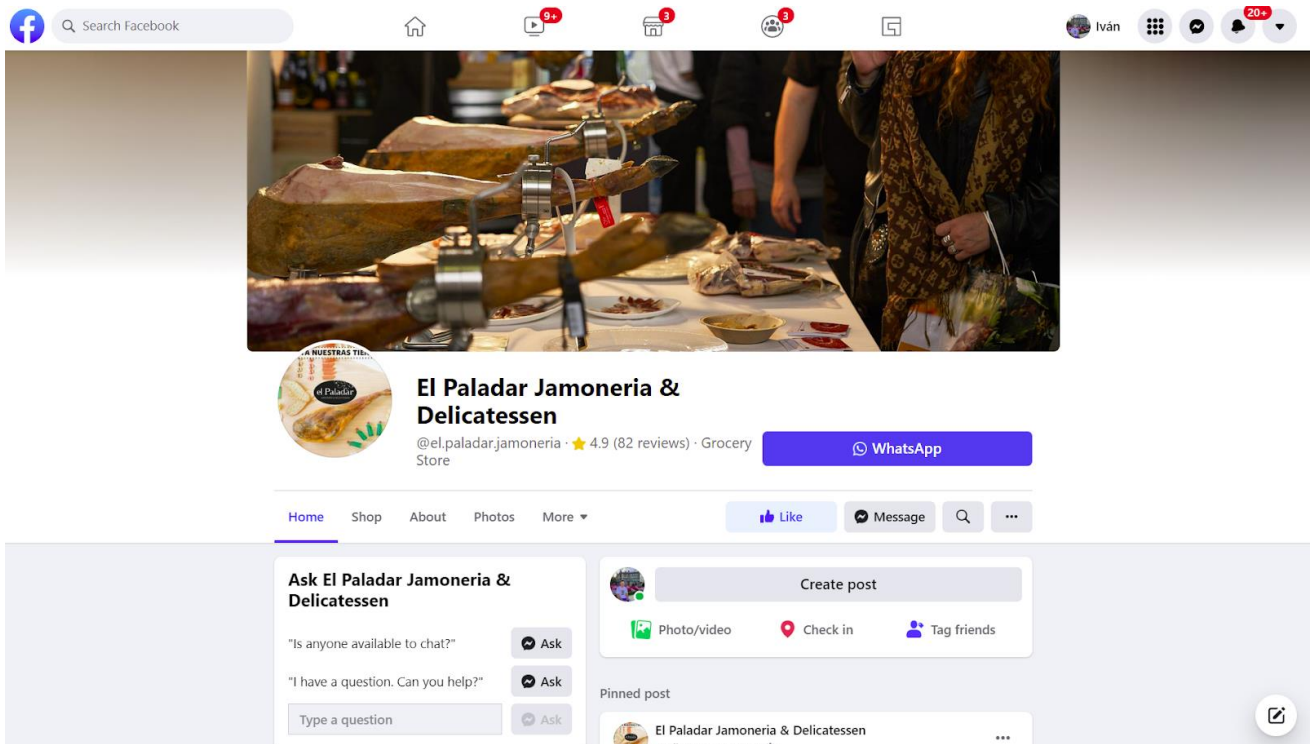 Search Facebook
9+
3
3
Iván
20+
A NUESTRAS TIE
el Paladar
El Paladar Jamoneria &
Delicatessen
@el.paladar.jamoneria · 4.9 (82 reviews) · Grocery
Store
WhatsApp
Home Shop About Photos More
Like Message
Ask El Paladar Jamoneria &
Delicatessen
"Is anyone available to chat?" Ask
"I have a question. Can you help?" Ask
Type a question Ask
Create post
Photo/video Check in Tag friends
Pinned post
El Paladar Jamoneria & Delicatessen